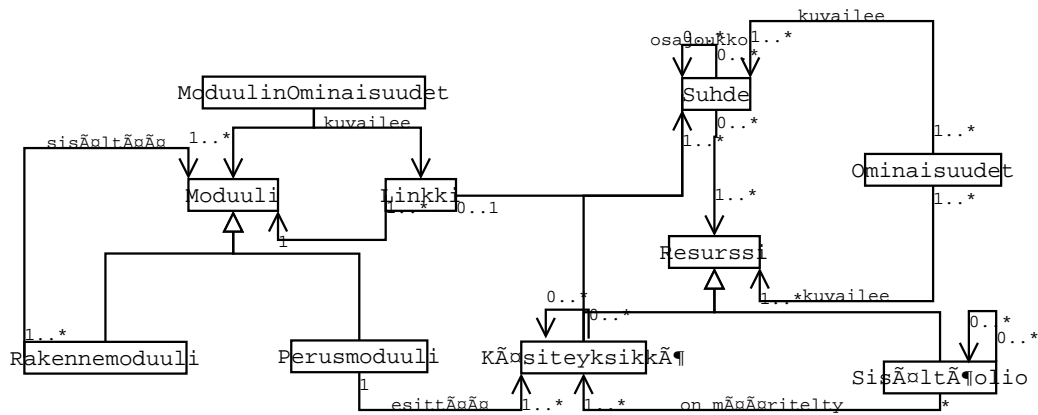 kuvailee
osajoukko
0..*
1..*
0..*
ModuulinOminaisuudet
Suhde
kuvailee
0..*
sisÃ¤ltÃ¤Ã¤
1..*
1..*
1..*
Ominaisuudet
Moduuli
Linkki
1..*
1..*
0..1
1..*
1
Resurssi
0..*
1..*
kuvailee
0..*
0..*
1..*
0..*
Rakennemoduuli
Perusmoduuli
KÃ¤siteyksikkÃ¶
SisÃ¤ltÃ¶olio
1
esittÃ¤Ã¤
1..*
1..*
on mÃ¤Ã¤ritelty
*